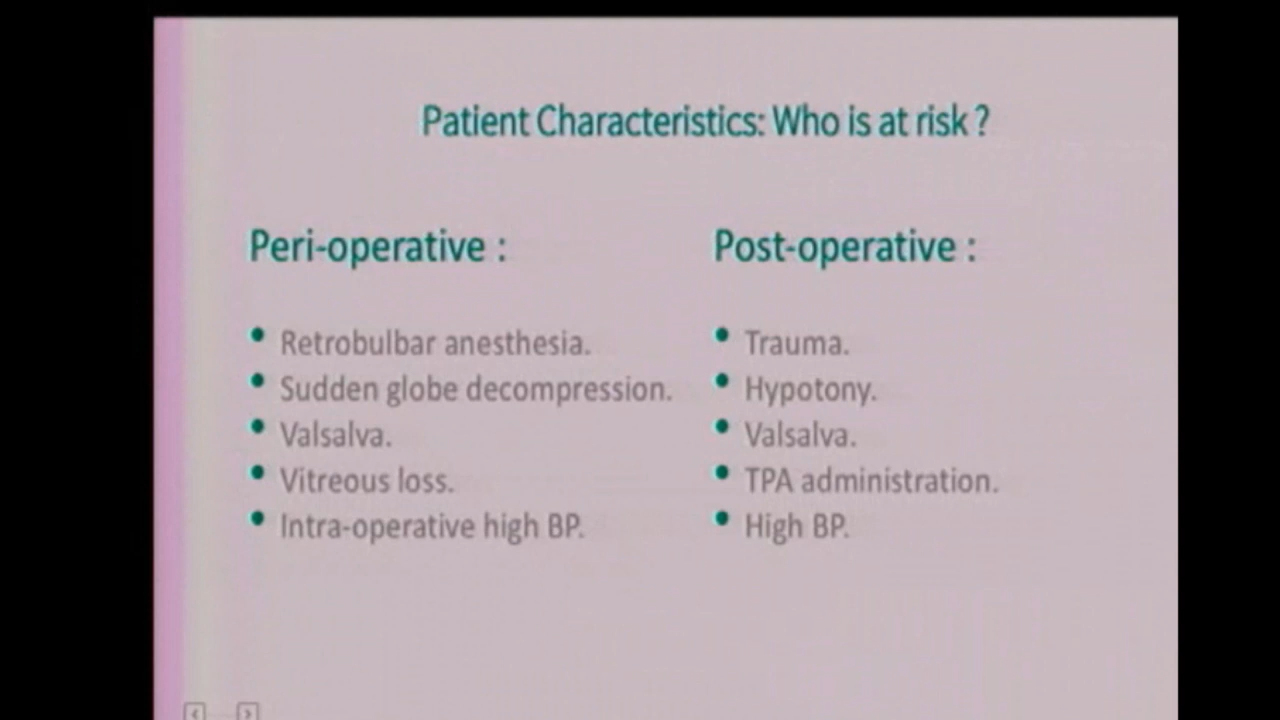 Patient Characteristics: Who is at risk ?
Peri-operative :
• Retrobulbar anesthesia.
• Sudden globe decompression.
• Valsalva.
• Vitreous loss.
• Intra-operative high BP.
Post-operative :
• Trauma.
• Hypotony.
• Valsalva.
• TPA administration.
• High BP.